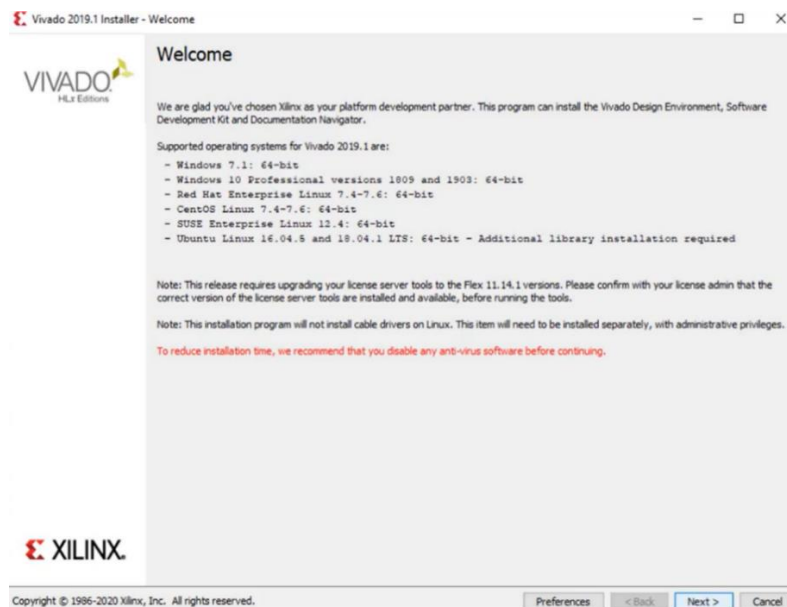 Vivado 2019.1 Installer - Welcome
VIVADO.
HLx Editions
Welcome
We are glad you've chosen Xilinx as your platform development partner. This program can install the Vivado Design Environment, Software
Development Kit and Documentation Navigator.
Supported operating systems for Vivado 2019.1 are:
- Windows 7.1: 64-bit
- Windows 10 Professional versions 1809 and 1903: 64-bit
- Red Hat Enterprise Linux 7.4-7.6: 64-bit
- CentOS Linux 7.4-7.6: 64-bit
- SUSE Enterprise Linux 12.4: 64-bit
- Ubuntu Linux 16.04.5 and 18.04.1 LTS: 64-bit - Additional library installation required
Note: This release requires upgrading your license server tools to the Flex 11.14.1 versions. Please confirm with your license admin that the
correct version of the license server tools are installed and available, before running the tools.
Note: This installation program will not install cable drivers on Linux. This item will need to be installed separately, with administrative privileges.
To reduce installation time, we recommend that you disable any anti-virus software before continuing.
XILINX.
Copyright © 1986-2020 Xilinx, Inc. All rights reserved.
Preferences < Back Next > Cancel